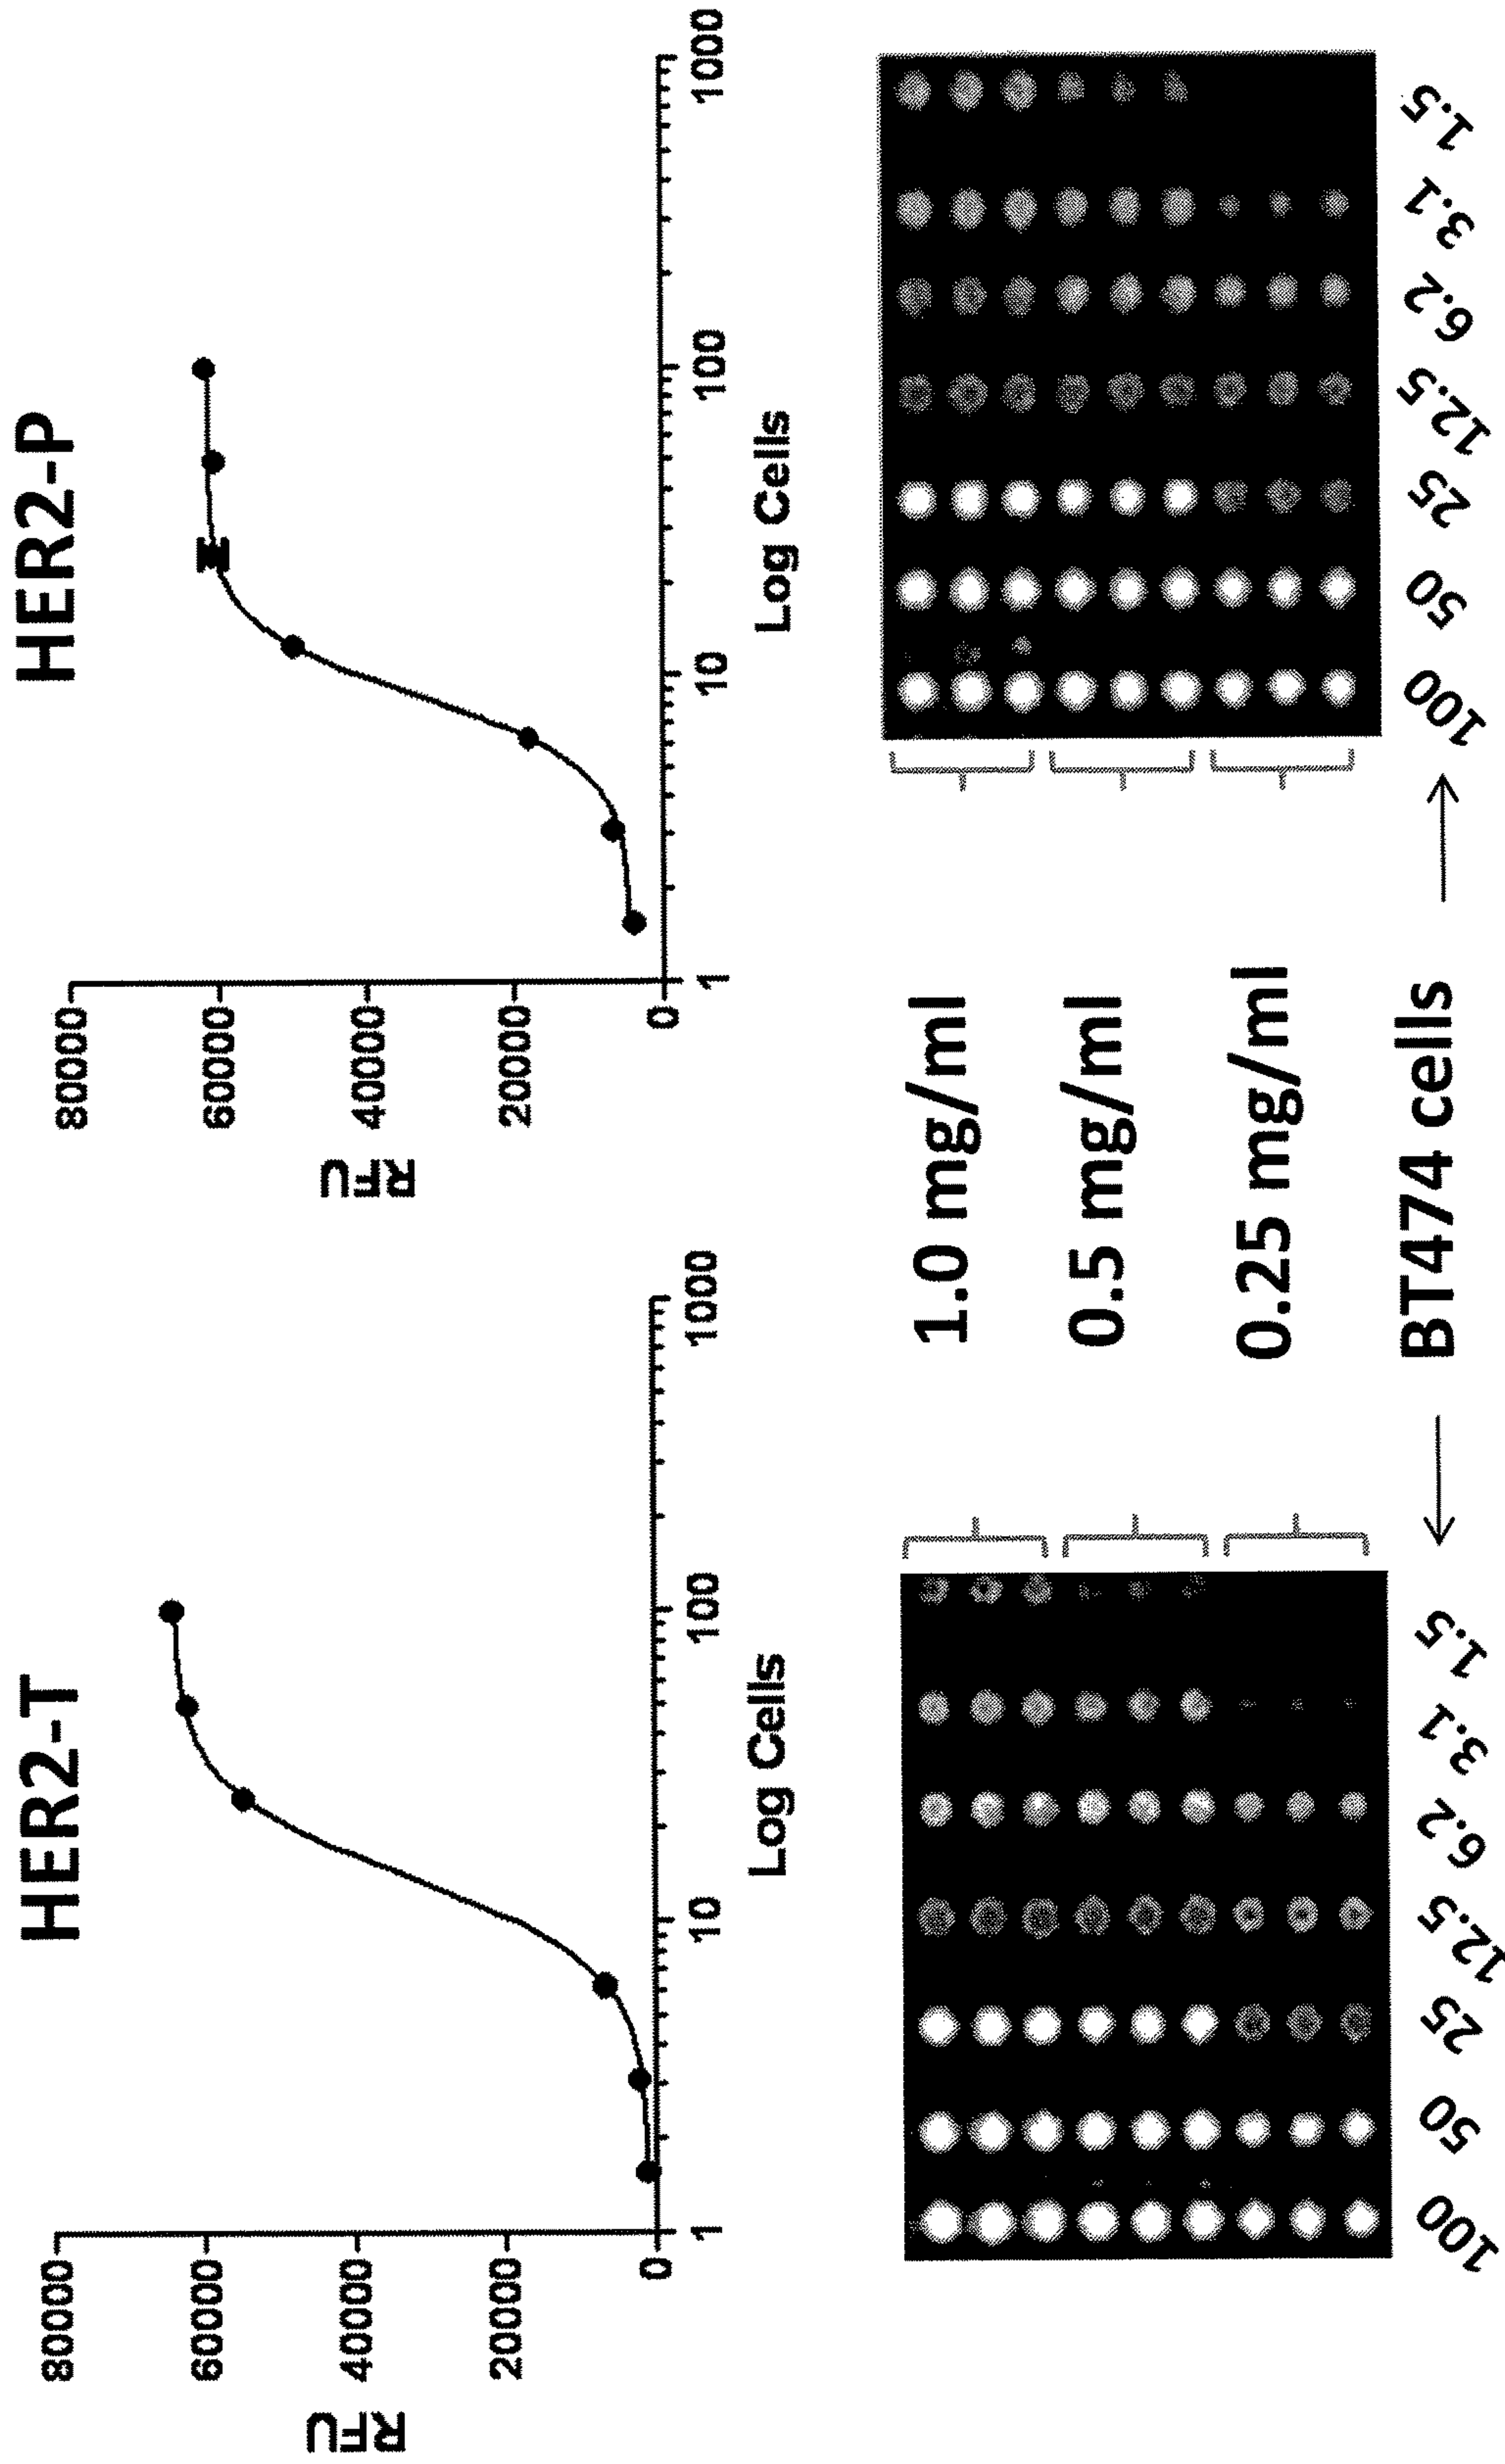 HER2-T
RFU
80000
60000
40000
20000
0
1
10
100
1000
Log Cells
HER2-P
RFU
80000
60000
40000
20000
0
1
10
100
1000
Log Cells
1.0 mg/ml
0.5 mg/ml
0.25 mg/ml
100 50 25 12.5 6.2 3.1 1.5
BT474 cells
100 50 25 12.5 6.2 3.1 1.5